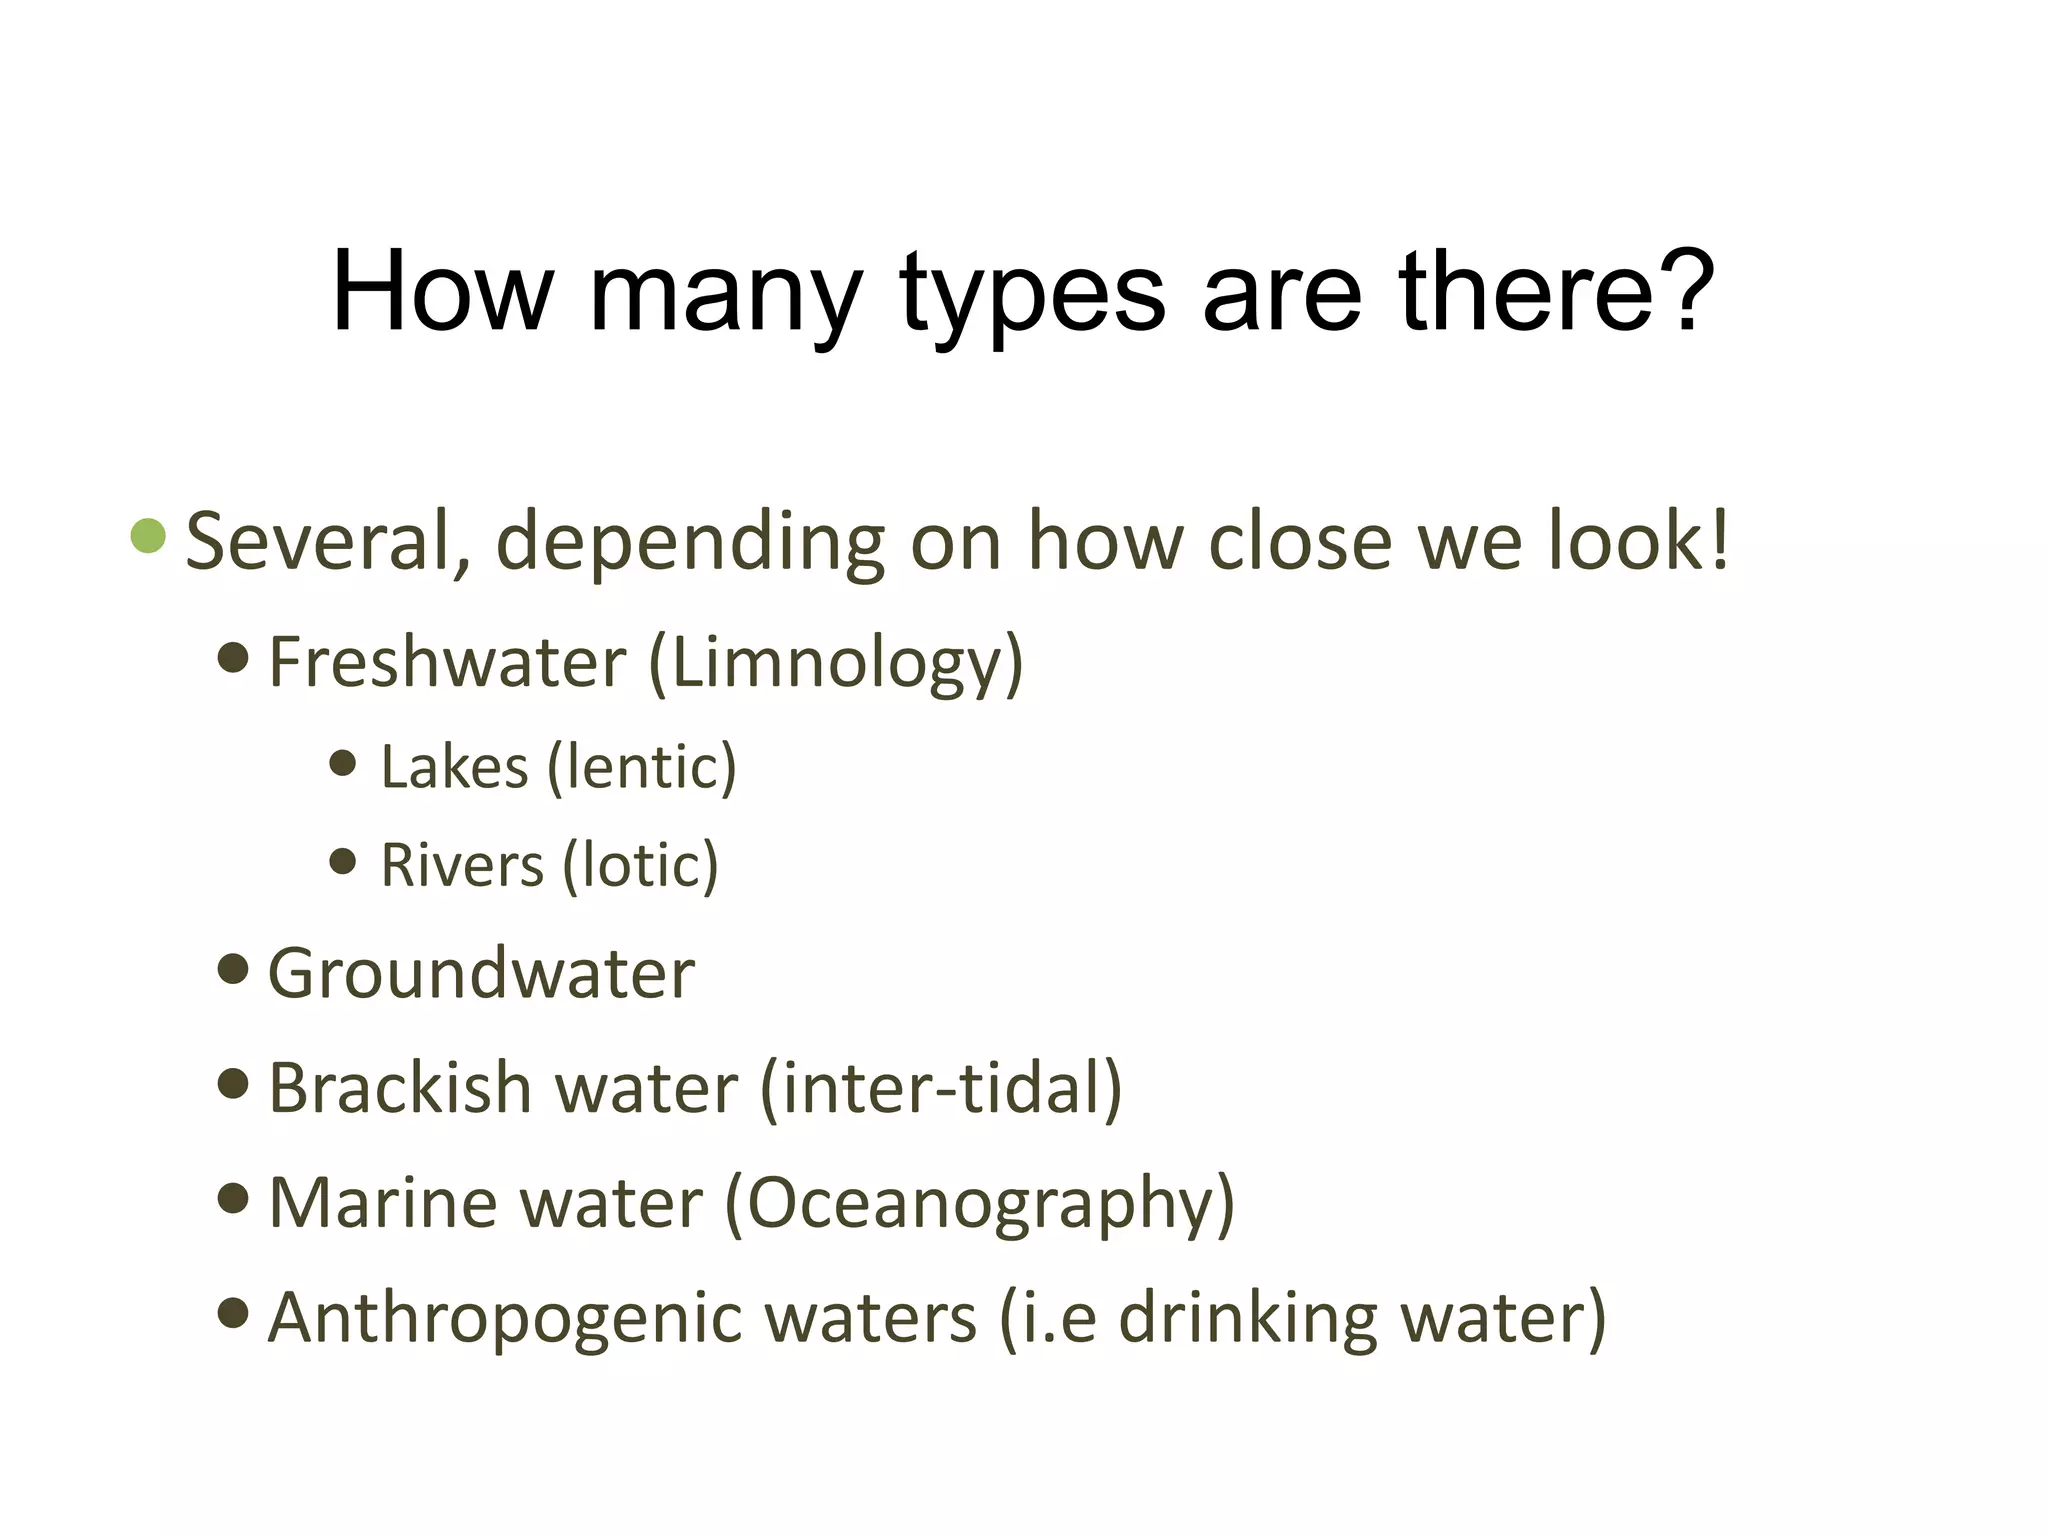 How many types are there?
• Several, depending on how close we look!
• Freshwater (Limnology)
• Lakes (lentic)
• Rivers (lotic)
• Groundwater
• Brackish water (inter-tidal)
• Marine water (Oceanography)
• Anthropogenic waters (i.e drinking water)